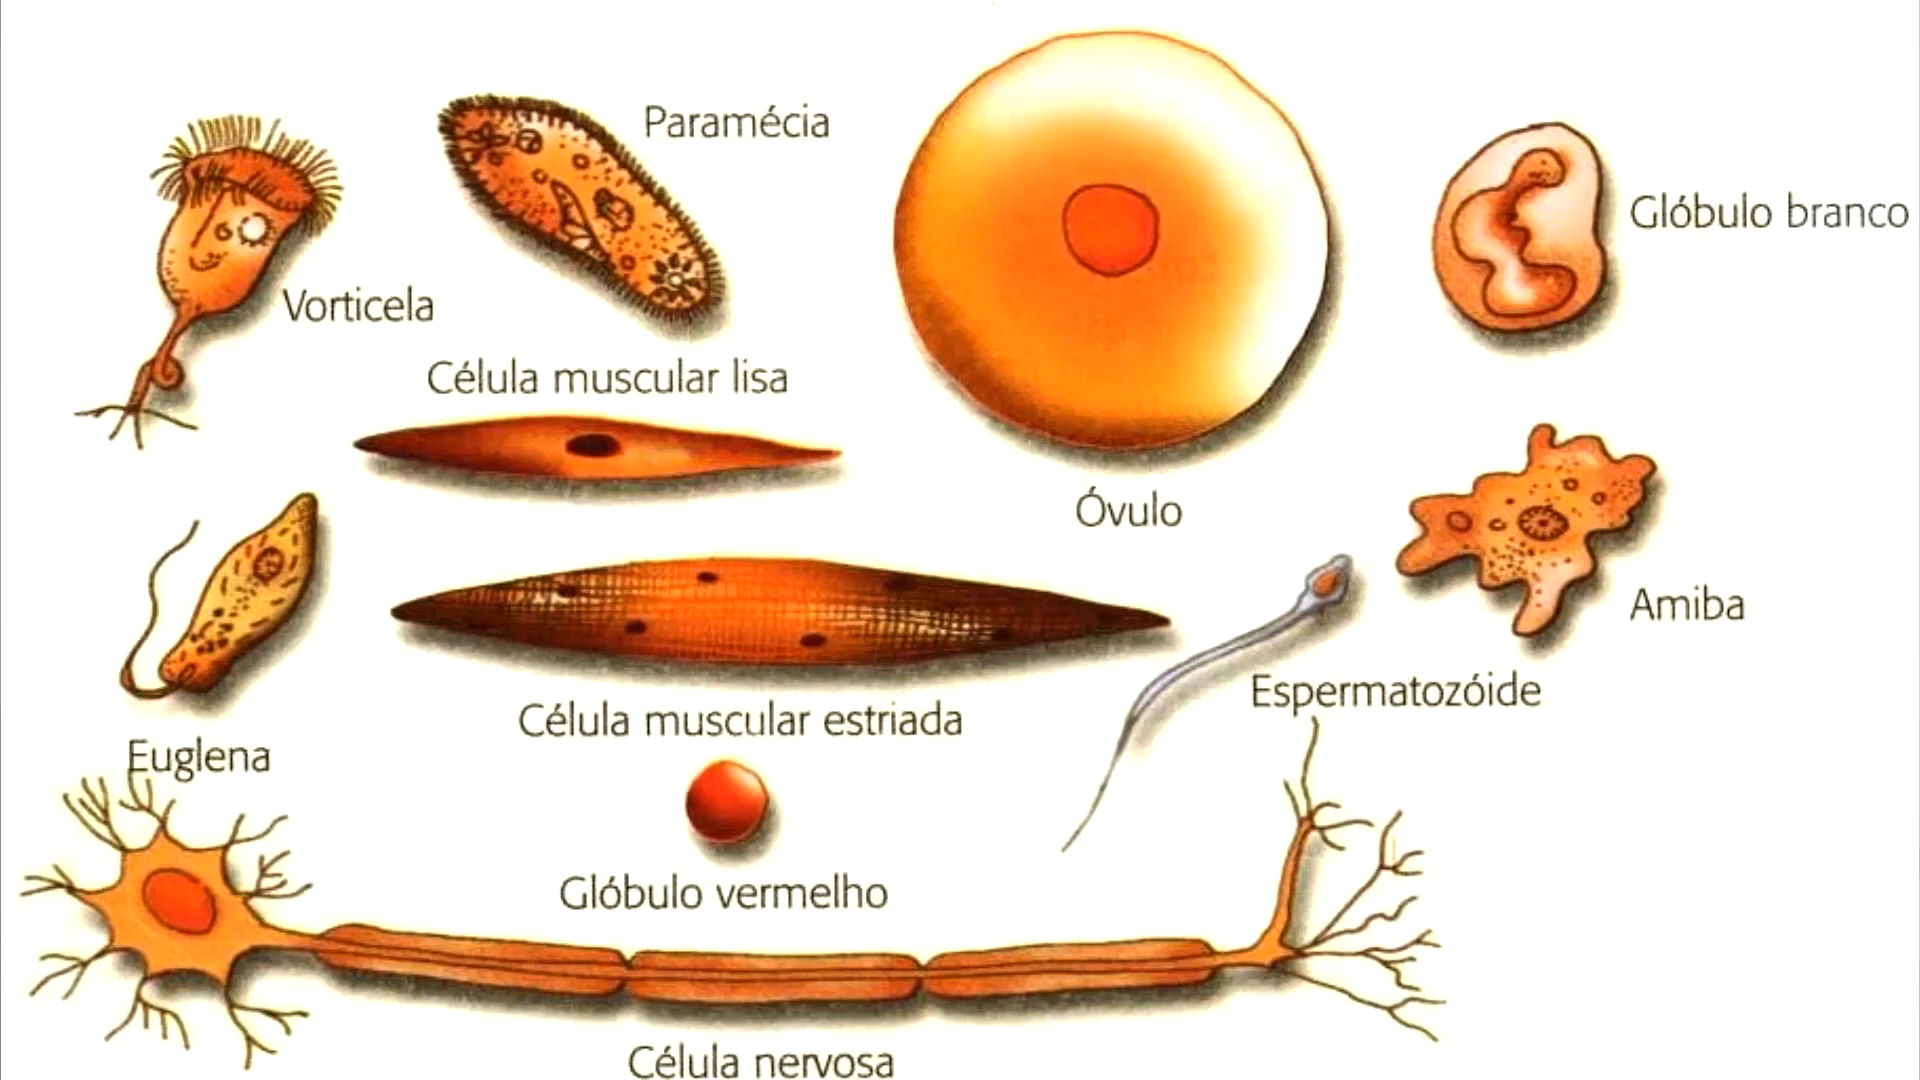 Paramécia
Glóbulo branco
Vorticela
Célula muscular lisa
Óvulo
Amiba
Espermatozóide
Célula muscular estriada
Euglena
Glóbulo vermelho
Célula nervosa